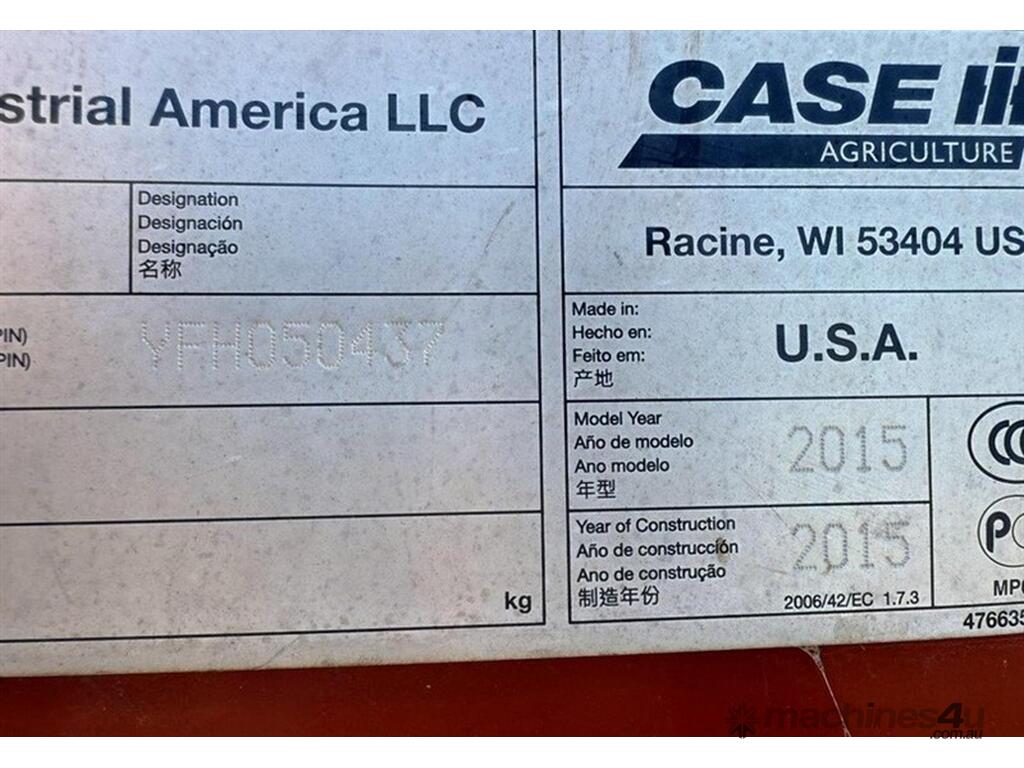 strial America LLC
CASE IH
AGRICULTURE
Designation
Designación
Designação
名称
Racine, WI 53404 US
PIN)
PIN)
YFH050437
Made in:
Hecho en:
Feito em:
产地
U.S.A.
Model Year
Año de modelo
Ano modelo
年型
2015
Year of Construction
Año de construcción
Ano de construção
制造年份
2015
2006/42/EC 1.7.3
kg
CCC
P
MP
476635
machines4u
.com.au